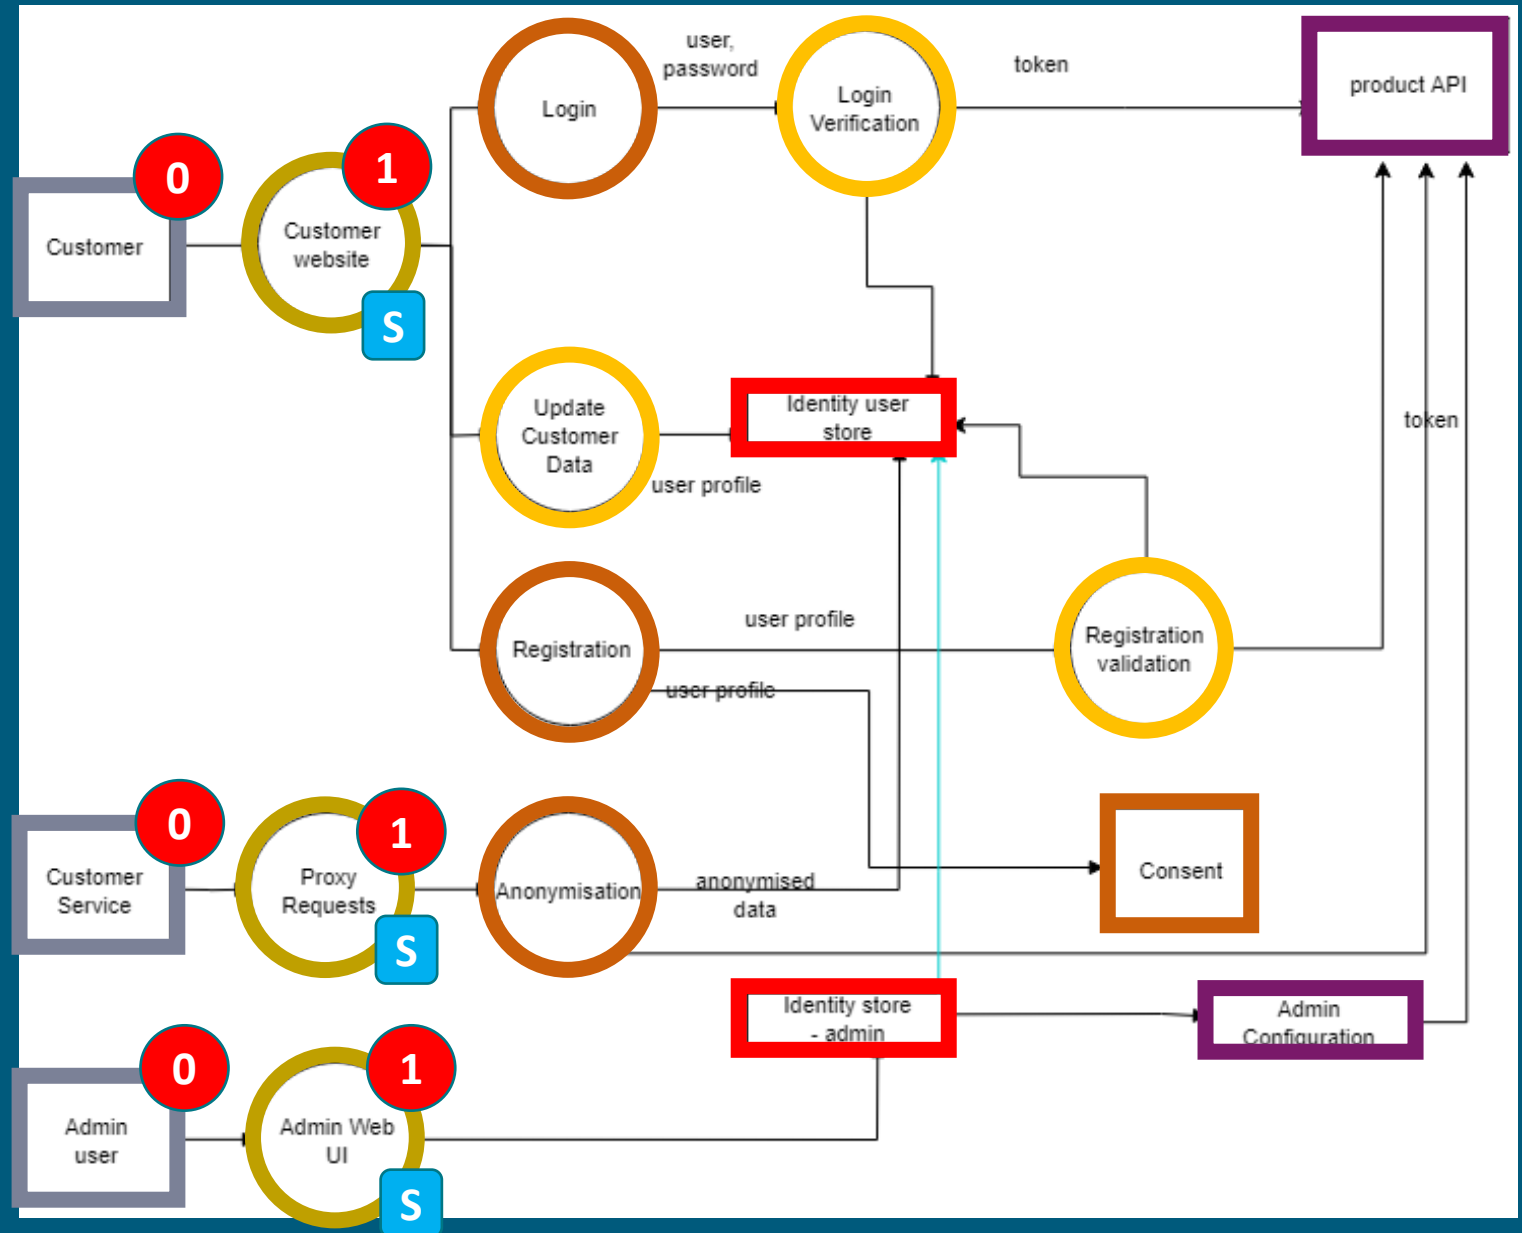 user,
password
token
Login
Login
Verification
product API
0
1
Customer
Customer
website
S
Update
Customer
Data
Identity user
store
token
user profile
Registration
user profile
Registration
validation
user profile
0
1
Customer
Service
Proxy
Requests
Anonymisation
anonymised
data
Consent
S
Identity store
- admin
Admin
Configuration
0
1
Admin
user
Admin Web
UI
S